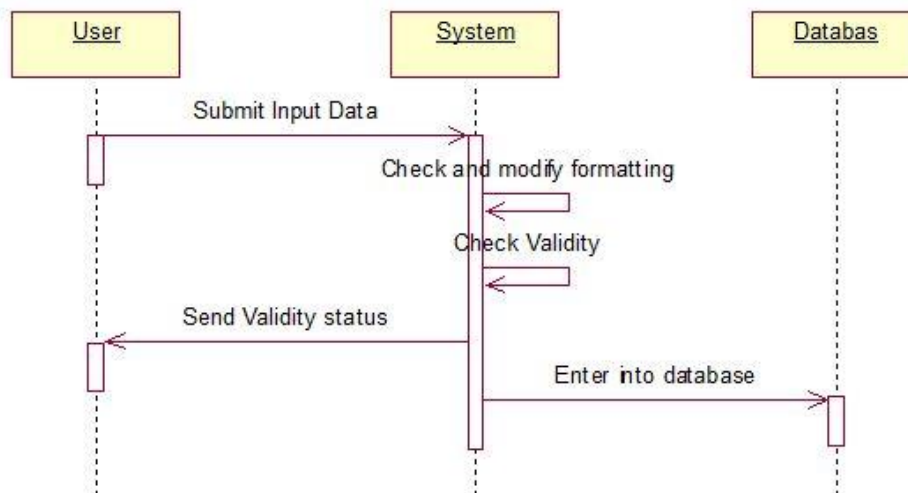 User
System
Databas
Submit Input Data
Check and modify formatting
Check Validity
Send Validity status
Enter into database